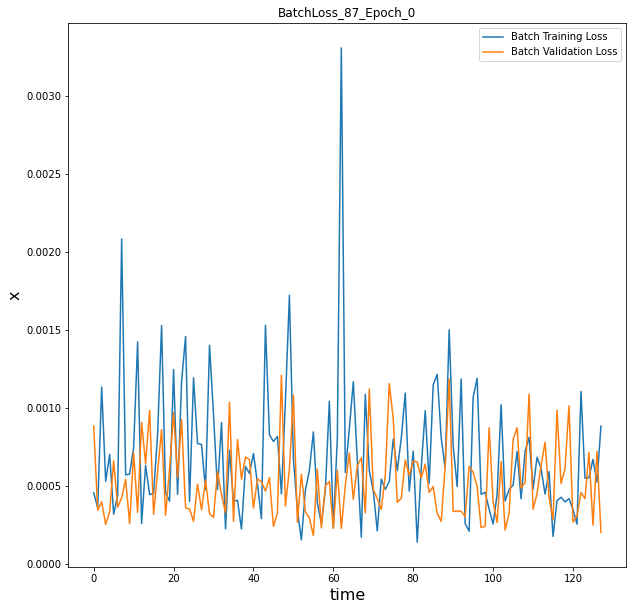 BatchLoss_87_Epoch_0
Batch Training Loss
Batch Validation Loss
0.0030
0.0025
0.0020
0.0015
0.0010
0.0005
0.0000
x
0 20 40 60 80 100 120
time